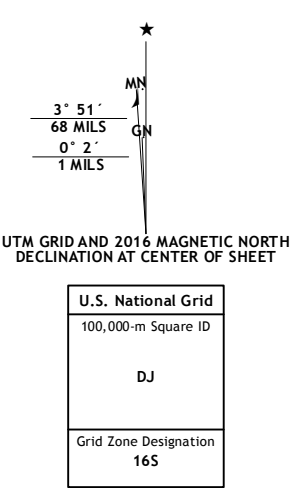 ★
MN
3° 51´
68 MILS
GN
0° 2´
1 MILS
UTM GRID AND 2016 MAGNETIC NORTH
DECLINATION AT CENTER OF SHEET
U.S. National Grid
100,000-m Square ID
DJ
Grid Zone Designation
16S